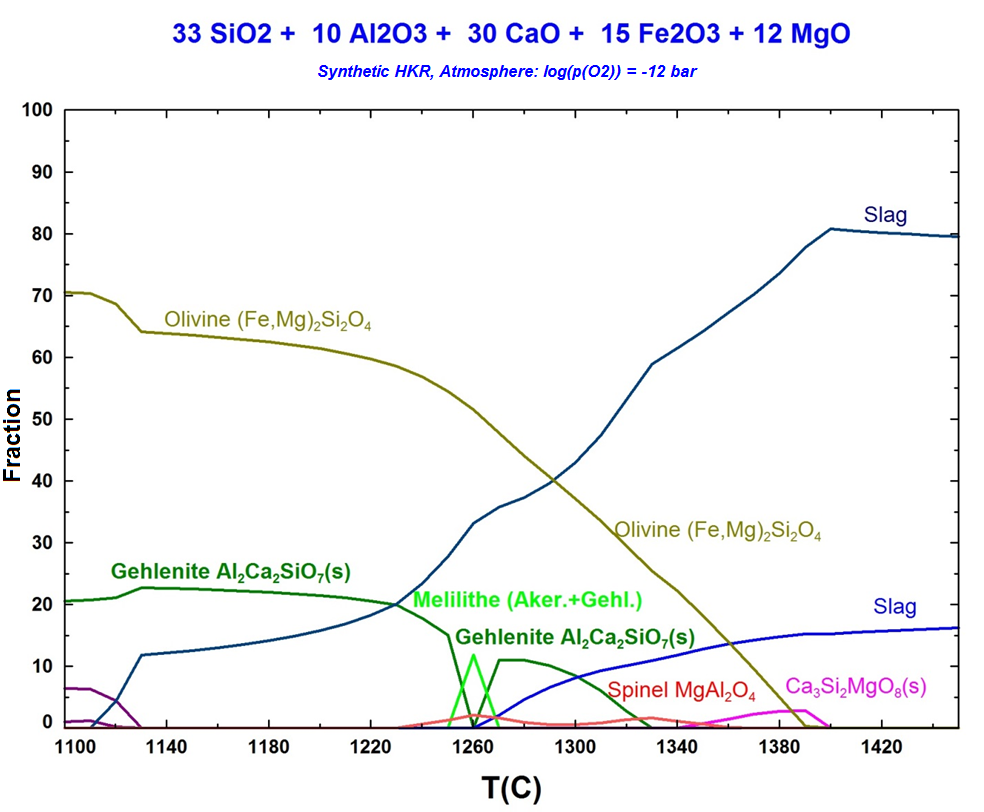 33 SiO2 + 10 Al2O3 + 30 CaO + 15 Fe2O3 + 12 MgO
Synthetic HKR, Atmosphere: log(p(O2)) = -12 bar
100
90
80
70
60
50
40
30
20
10
0
Fraction
Slag
Olivine (Fe,Mg)₂Si₂O₄
Gehlenite Al₂Ca₂SiO₇(s)
Olivine (Fe,Mg)₂Si₂O₄
Melilithe (Aker.+Gehl.)
Slag
Gehlenite Al₂Ca₂SiO₇(s)
Spinel MgAl₂O₄
Ca₃Si₂MgO₈(s)
1100 1140 1180 1220 1260 1300 1340 1380 1420
T(C)